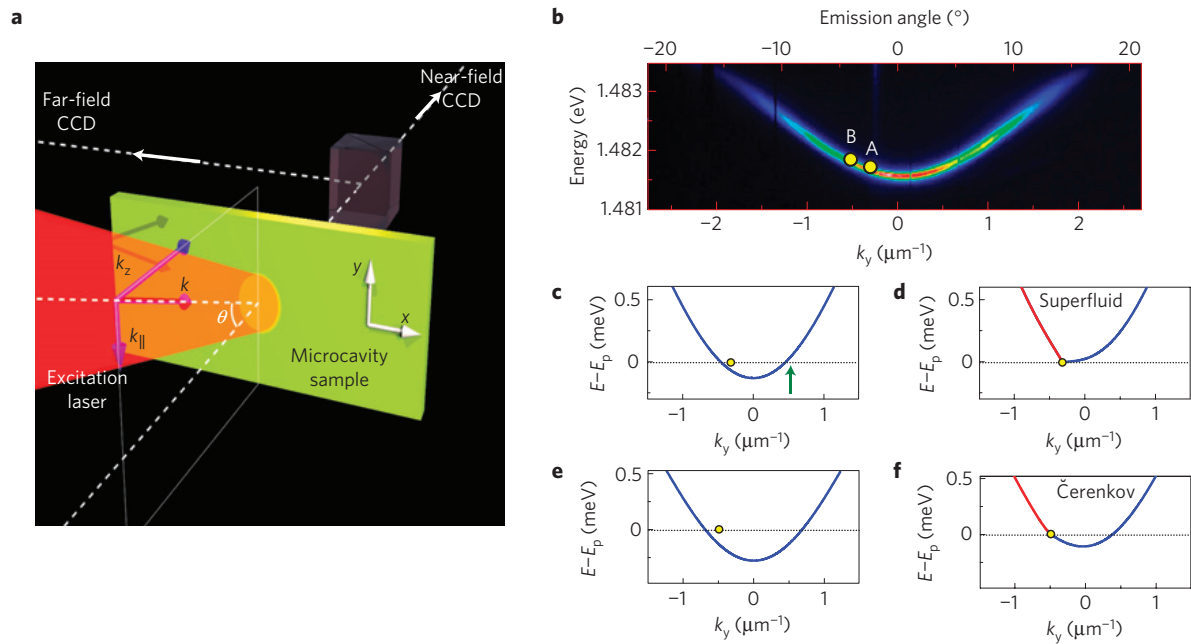 a
Near-field
CCD
Far-field
CCD
k_z
k
θ
k_||
y
x
Excitation
laser
Microcavity
sample
b
Emission angle (°)
−20 −10 0 10 20
1.483
1.482
1.481
Energy (eV)
B
A
−2 −1 0 1 2
k_y (μm⁻¹)
c
0.5
0
E−E_p (meV)
−1 0 1
k_y (μm⁻¹)
d
Superfluid
0.5
0
E−E_p (meV)
−1 0 1
k_y (μm⁻¹)
e
0.5
0
E−E_p (meV)
−1 0 1
k_y (μm⁻¹)
f
Čerenkov
0.5
0
E−E_p (meV)
−1 0 1
k_y (μm⁻¹)